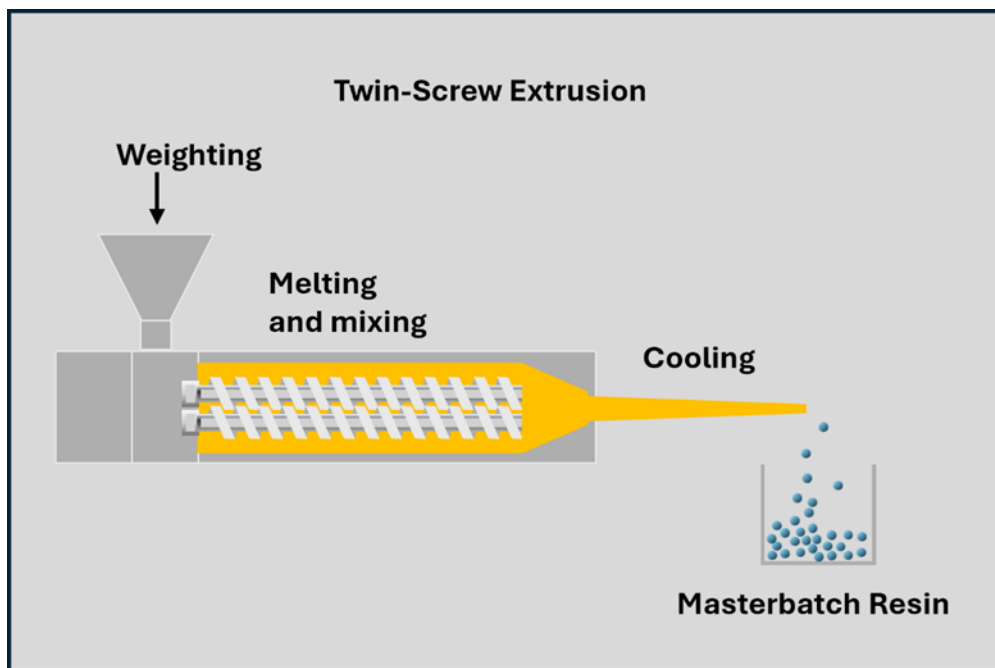 Twin-Screw Extrusion
Weighting
Melting
and mixing
Cooling
Masterbatch Resin